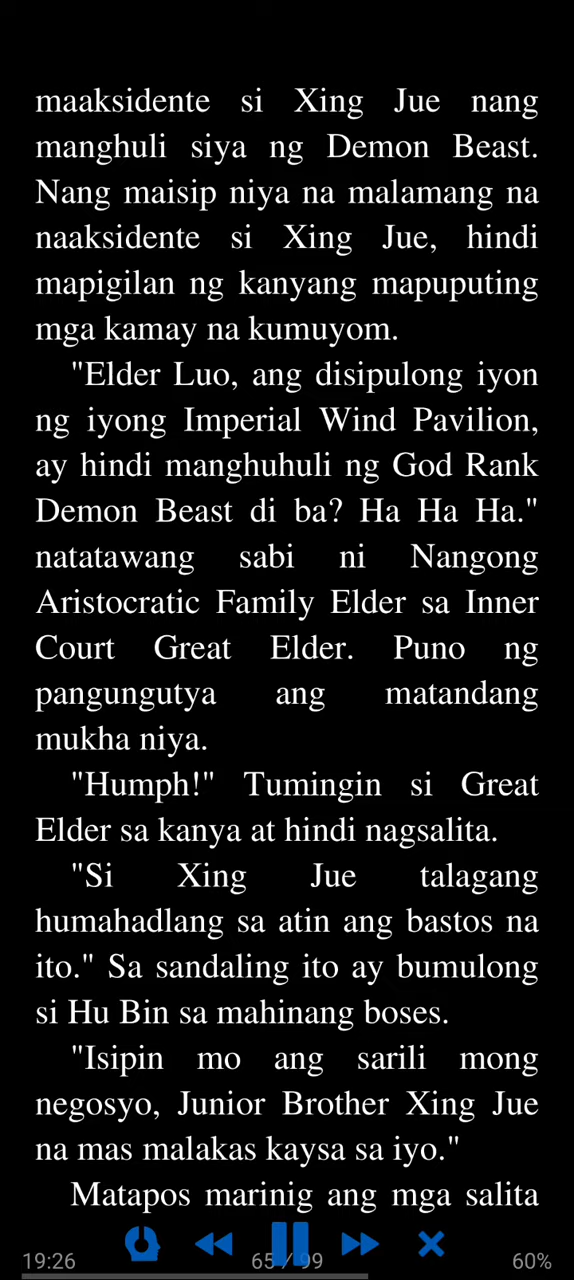 maaksidente si Xing Jue nang
manghuli siya ng Demon Beast.
Nang maisip niya na malamang na
naaksidente si Xing Jue, hindi
mapigilan ng kanyang mapuputing
mga kamay na kumuyom.
"Elder Luo, ang disipulong iyon
ng iyong Imperial Wind Pavilion,
ay hindi manghuhuli ng God Rank
Demon Beast di ba? Ha Ha Ha."
natatawang sabi ni Nangong
Aristocratic Family Elder sa Inner
Court Great Elder. Puno ng
pangungutya ang matandang
mukha niya.
"Humph!" Tumingin si Great
Elder sa kanya at hindi nagsalita.
"Si Xing Jue talagang
humahadlang sa atin ang bastos na
ito." Sa sandaling ito ay bumulong
si Hu Bin sa mahinang boses.
"Isipin mo ang sarili mong
negosyo, Junior Brother Xing Jue
na mas malakas kaysa sa iyo."
Matapos marinig ang mga salita
19:26 65 / 99 60%